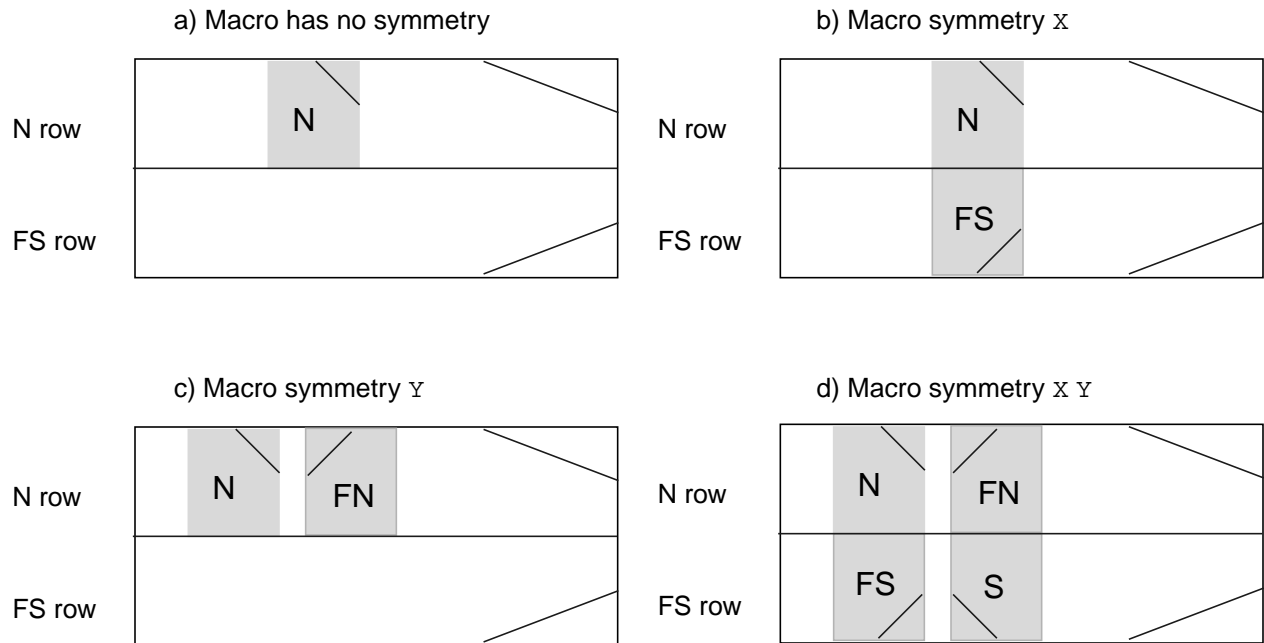 a) Macro has no symmetry
N row
N
FS row
b) Macro symmetry X
N row
N
FS row
FS
c) Macro symmetry Y
N row
N FN
FS row
d) Macro symmetry X Y
N row
N FN
FS row
FS S